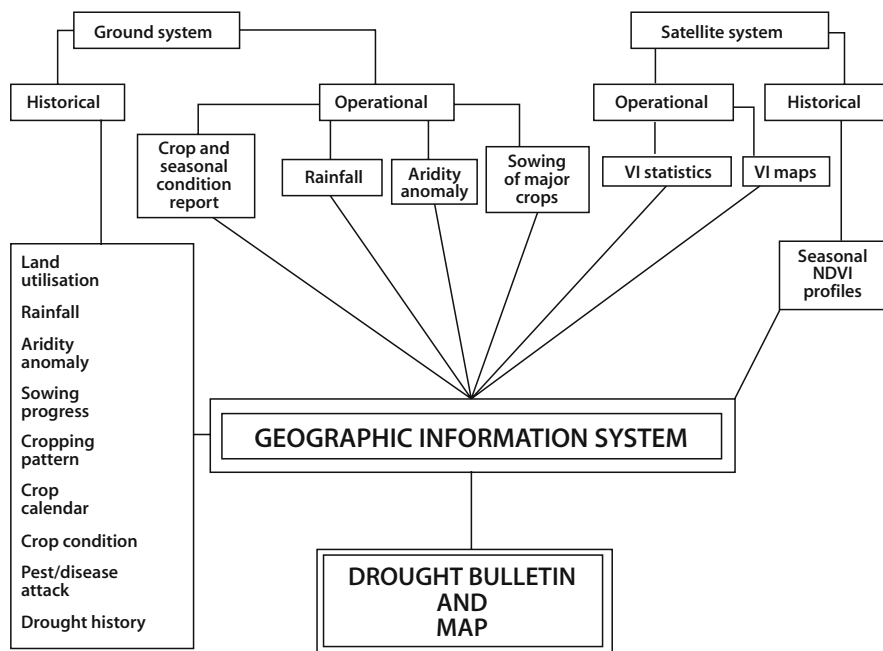 Ground system
Satellite system
Historical
Operational
Operational
Historical
Crop and
seasonal
condition
report
Rainfall
Aridity
anomaly
Sowing
of major
crops
VI statistics
VI maps
Land
utilisation
Rainfall
Aridity
anomaly
Sowing
progress
Cropping
pattern
Crop
calendar
Crop condition
Pest/disease
attack
Drought history
Seasonal
NDVI
profiles
GEOGRAPHIC INFORMATION SYSTEM
DROUGHT BULLETIN
AND
MAP